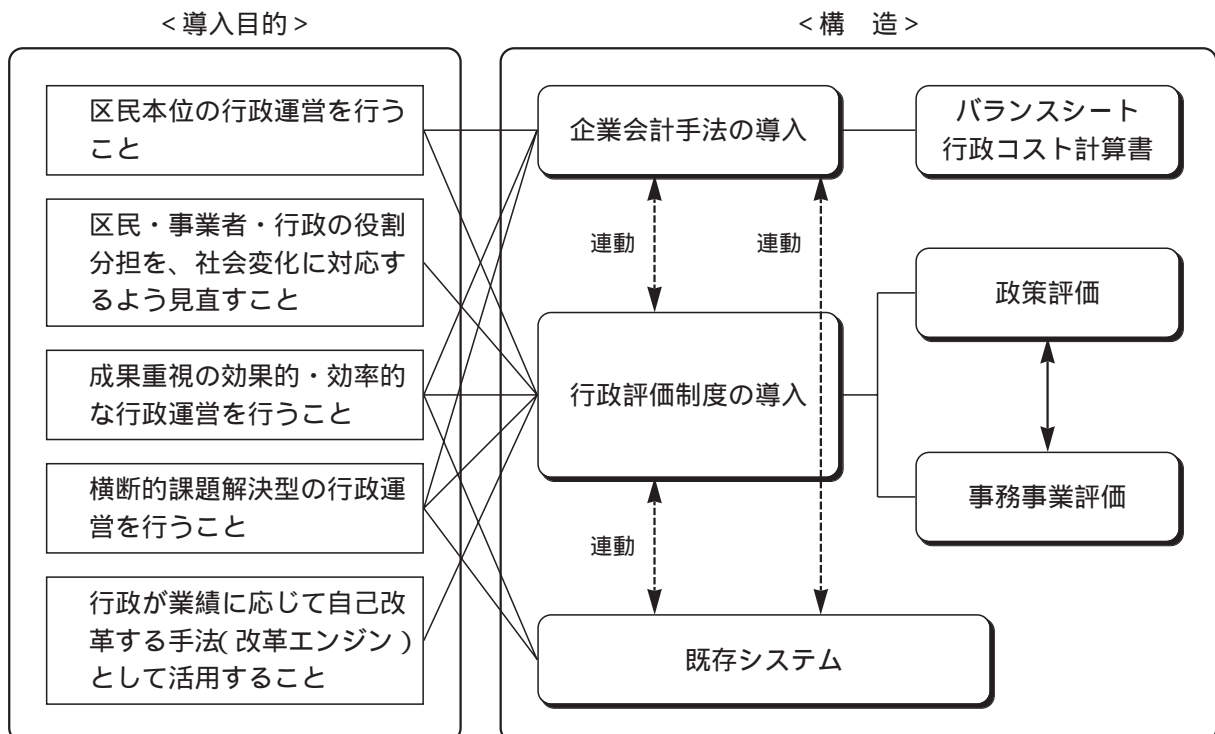 <導入目的>
区民本位の行政運営を行う
こと
区民・事業者・行政の役割
分担を、社会変化に対応す
るよう見直すこと
成果重視の効果的・効率的
な行政運営を行うこと
横断的課題解決型の行政運
営を行うこと
行政が業績に応じて自己改
革する手法(改革エンジン)
として活用すること
<構　造>
企業会計手法の導入
バランスシート
行政コスト計算書
連動
連動
行政評価制度の導入
政策評価
事務事業評価
連動
既存システム